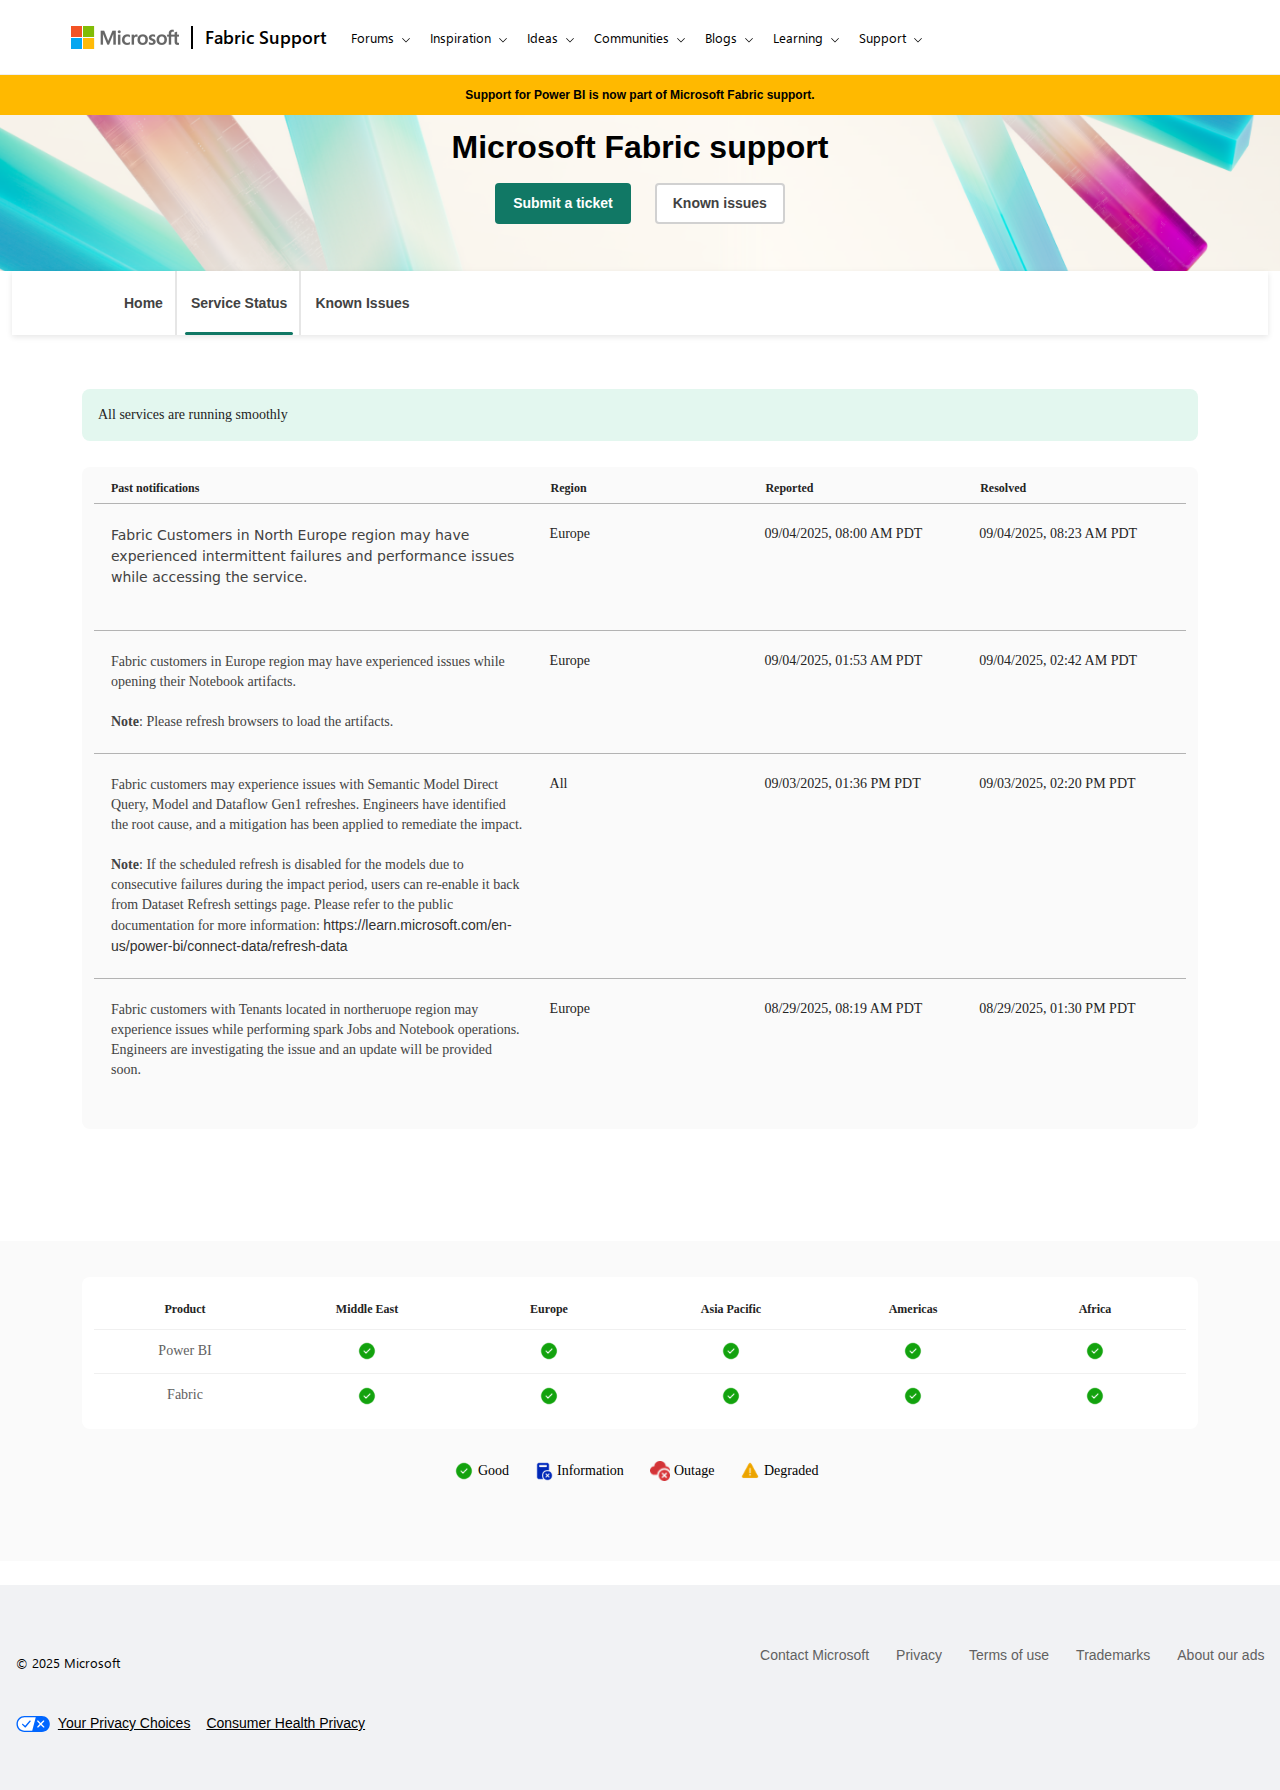 Microsoft
Fabric Support
Forums
Inspiration
Ideas
Communities
Blogs
Learning
Support
Support for Power BI is now part of Microsoft Fabric support.
Microsoft Fabric support
Submit a ticket
Known issues
Home
Service Status
Known Issues
All services are running smoothly
Past notifications Region Reported Resolved
Fabric Customers in North Europe region may have Europe 09/04/2025, 08:00 AM PDT 09/04/2025, 08:23 AM PDT
experienced intermittent failures and performance issues
while accessing the service.
Fabric customers in Europe region may have experienced issues while Europe 09/04/2025, 01:53 AM PDT 09/04/2025, 02:42 AM PDT
opening their Notebook artifacts.
Note: Please refresh browsers to load the artifacts.
Fabric customers may experience issues with Semantic Model Direct All 09/03/2025, 01:36 PM PDT 09/03/2025, 02:20 PM PDT
Query, Model and Dataflow Gen1 refreshes. Engineers have identified
the root cause, and a mitigation has been applied to remediate the impact.
Note: If the scheduled refresh is disabled for the models due to
consecutive failures during the impact period, users can re-enable it back
from Dataset Refresh settings page. Please refer to the public
documentation for more information: https://learn.microsoft.com/en-
us/power-bi/connect-data/refresh-data
Fabric customers with Tenants located in northeruope region may Europe 08/29/2025, 08:19 AM PDT 08/29/2025, 01:30 PM PDT
experience issues while performing spark Jobs and Notebook operations.
Engineers are investigating the issue and an update will be provided
soon.
Product Middle East Europe Asia Pacific Americas Africa
Power BI
Fabric
Good Information Outage Degraded
© 2025 Microsoft
Contact Microsoft Privacy Terms of use Trademarks About our ads
Your Privacy Choices Consumer Health Privacy